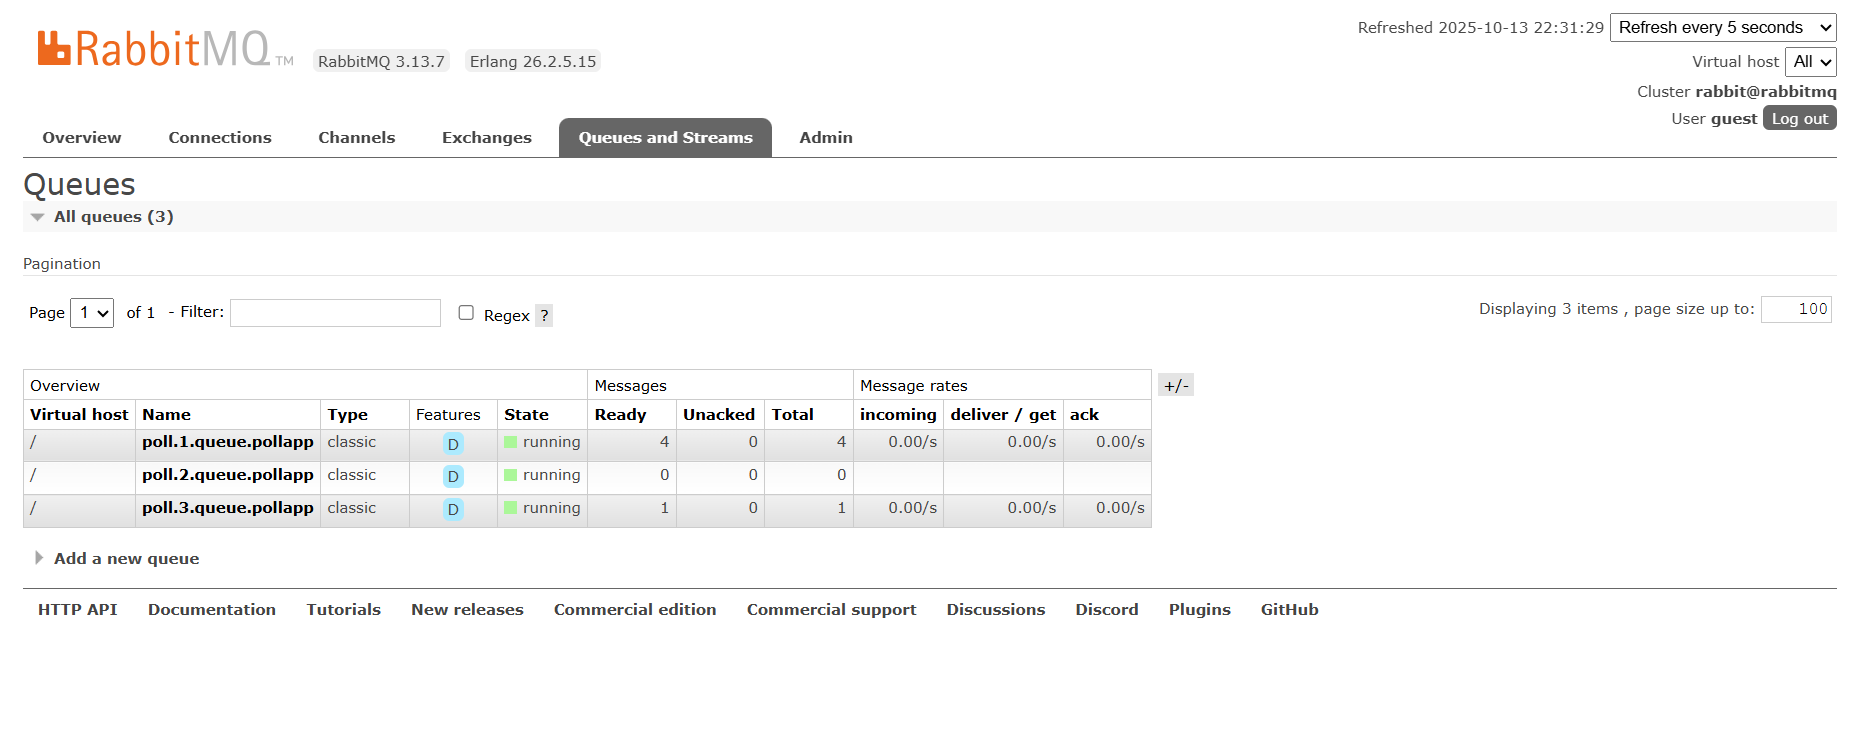 RabbitMQ TM RabbitMQ 3.13.7 Erlang 26.2.5.15
Refreshed 2025-10-13 22:31:29 Refresh every 5 seconds
Virtual host All
Cluster rabbit@rabbitmq
User guest Log out
Overview Connections Channels Exchanges Queues and Streams Admin
Queues
All queues (3)
Pagination
Page 1 of 1 - Filter: Regex ? Displaying 3 items , page size up to: 100
Overview Messages Message rates +/-
Virtual host Name Type Features State Ready Unacked Total incoming deliver / get ack
/ poll.1.queue.pollapp classic D running 4 0 4 0.00/s 0.00/s 0.00/s
/ poll.2.queue.pollapp classic D running 0 0 0
/ poll.3.queue.pollapp classic D running 1 0 1 0.00/s 0.00/s 0.00/s
Add a new queue
HTTP API Documentation Tutorials New releases Commercial edition Commercial support Discussions Discord Plugins GitHub